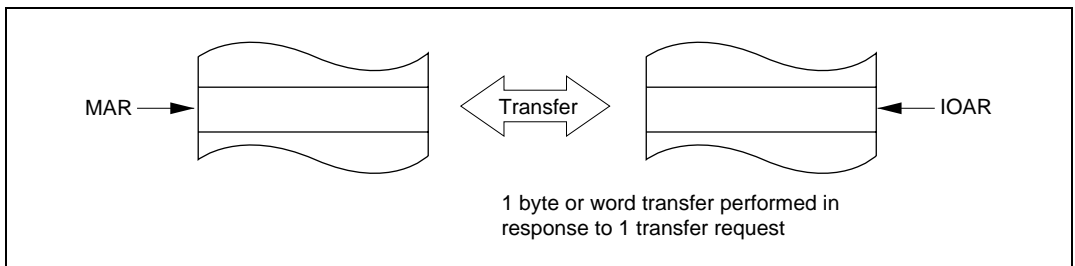 MAR
Transfer
IOAR
1 byte or word transfer performed in
response to 1 transfer request